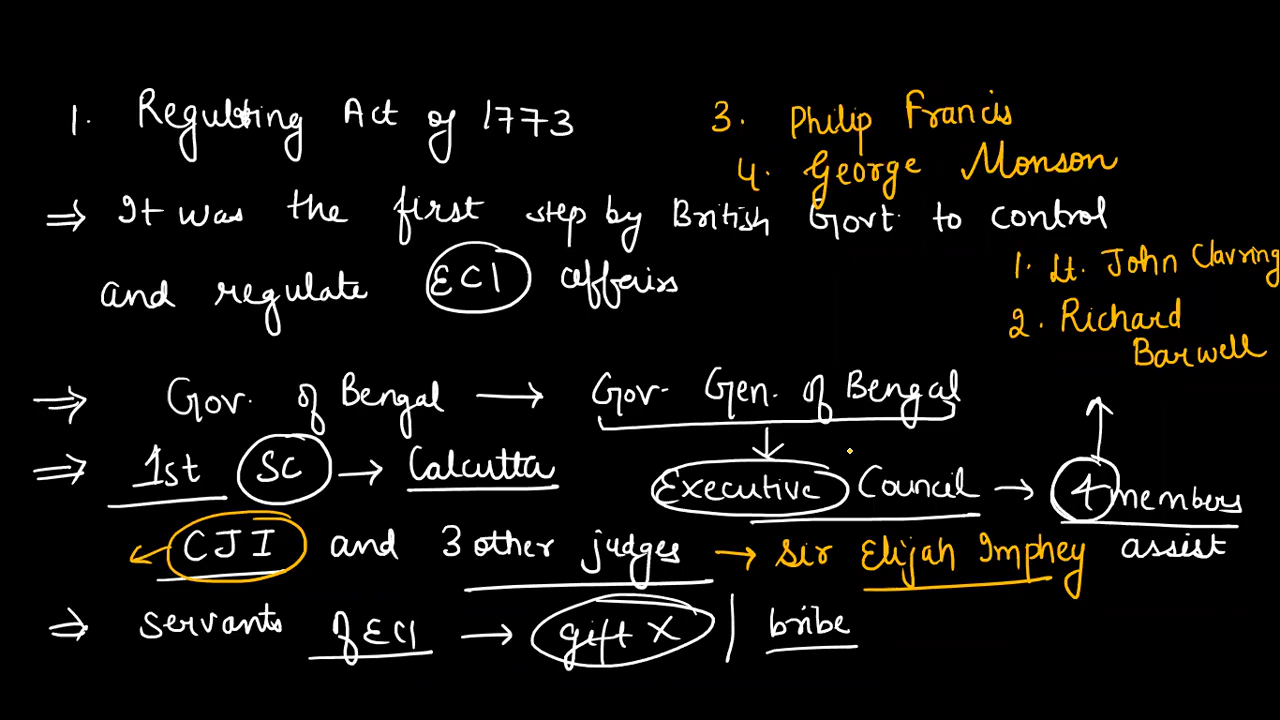 1. Regulating Act of 1773
3. Philip Francis
4. George Monson
⇒ It was the first step by British Govt. to control
and regulate ECI affairs
1. Lt. John Clavring
2. Richard
Barwell
⇒ Gov. of Bengal → Gov. Gen. of Bengal
⇒ 1st SC → Calcutta
Executive Council → 4 members
assist
CJI and 3 other judges → Sir Elijah Imphey
⇒ servants of ECI → gift X | bribe